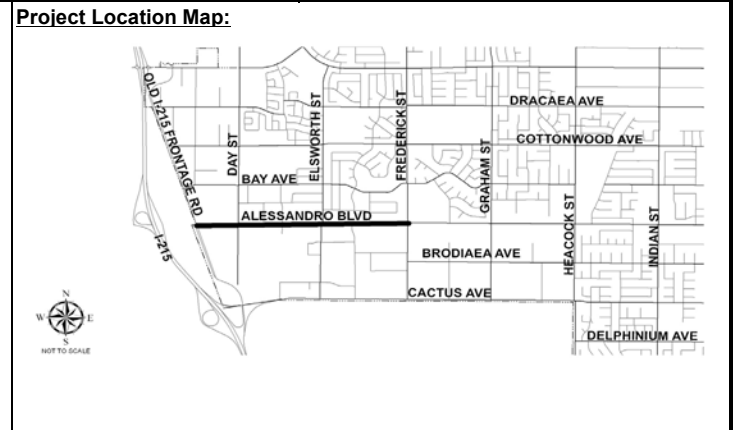 Project Location Map:
OLD I-215 FRONTAGE RD
DAY ST
ELSWORTH ST
FREDERICK ST
DRACAEA AVE
COTTONWOOD AVE
GRAHAM ST
BAY AVE
HEACOCK ST
INDIAN ST
ALESSANDRO BLVD
I-215
BRODIAEA AVE
CACTUS AVE
N
W E
S
NOT TO SCALE
DELPHINIUM AVE